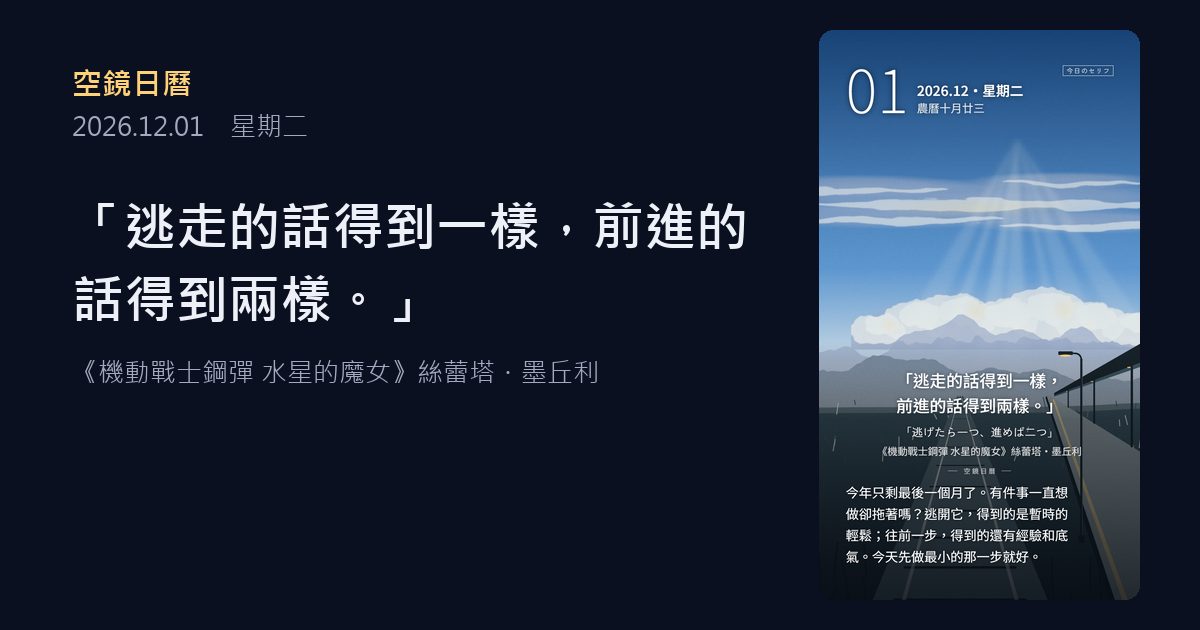 空鏡日曆
2026.12.01 星期二
「逃走的話得到一樣，前進的
話得到兩樣。」
《機動戰士鋼彈 水星的魔女》絲蕾塔．墨丘利
01
2026.12・星期二
農曆十月廿三
今日のセリフ
「逃走的話得到一樣，
前進的話得到兩樣。」
「逃げたら一つ、進めば二つ」
《機動戰士鋼彈 水星的魔女》絲蕾塔・墨丘利
— 空鏡日曆 —
今年只剩最後一個月了。有件事一直想
做卻拖著嗎？逃開它，得到的是暫時的
輕鬆；往前一步，得到的還有經驗和底
氣。今天先做最小的那一步就好。